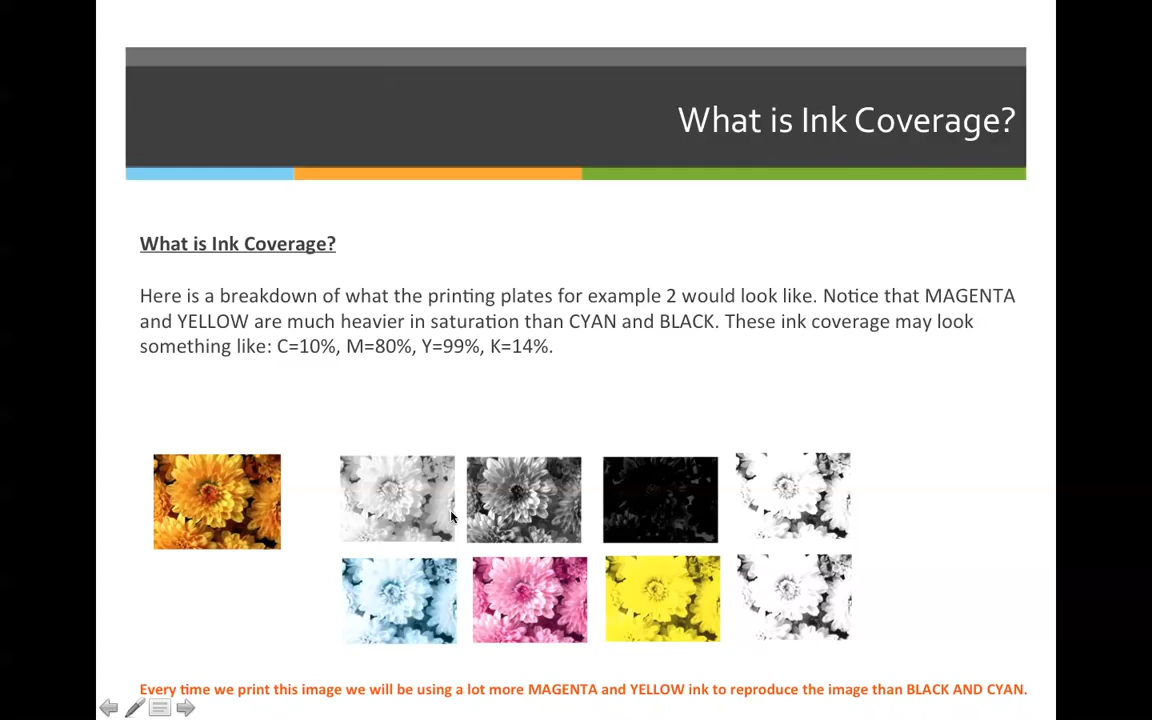 What is Ink Coverage?
What is Ink Coverage?
Here is a breakdown of what the printing plates for example 2 would look like. Notice that MAGENTA
and YELLOW are much heavier in saturation than CYAN and BLACK. These ink coverage may look
something like: C=10%, M=80%, Y=99%, K=14%.
Every time we print this image we will be using a lot more MAGENTA and YELLOW ink to reproduce the image than BLACK AND CYAN.